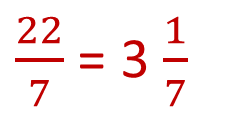 22/7 = 3 1/7